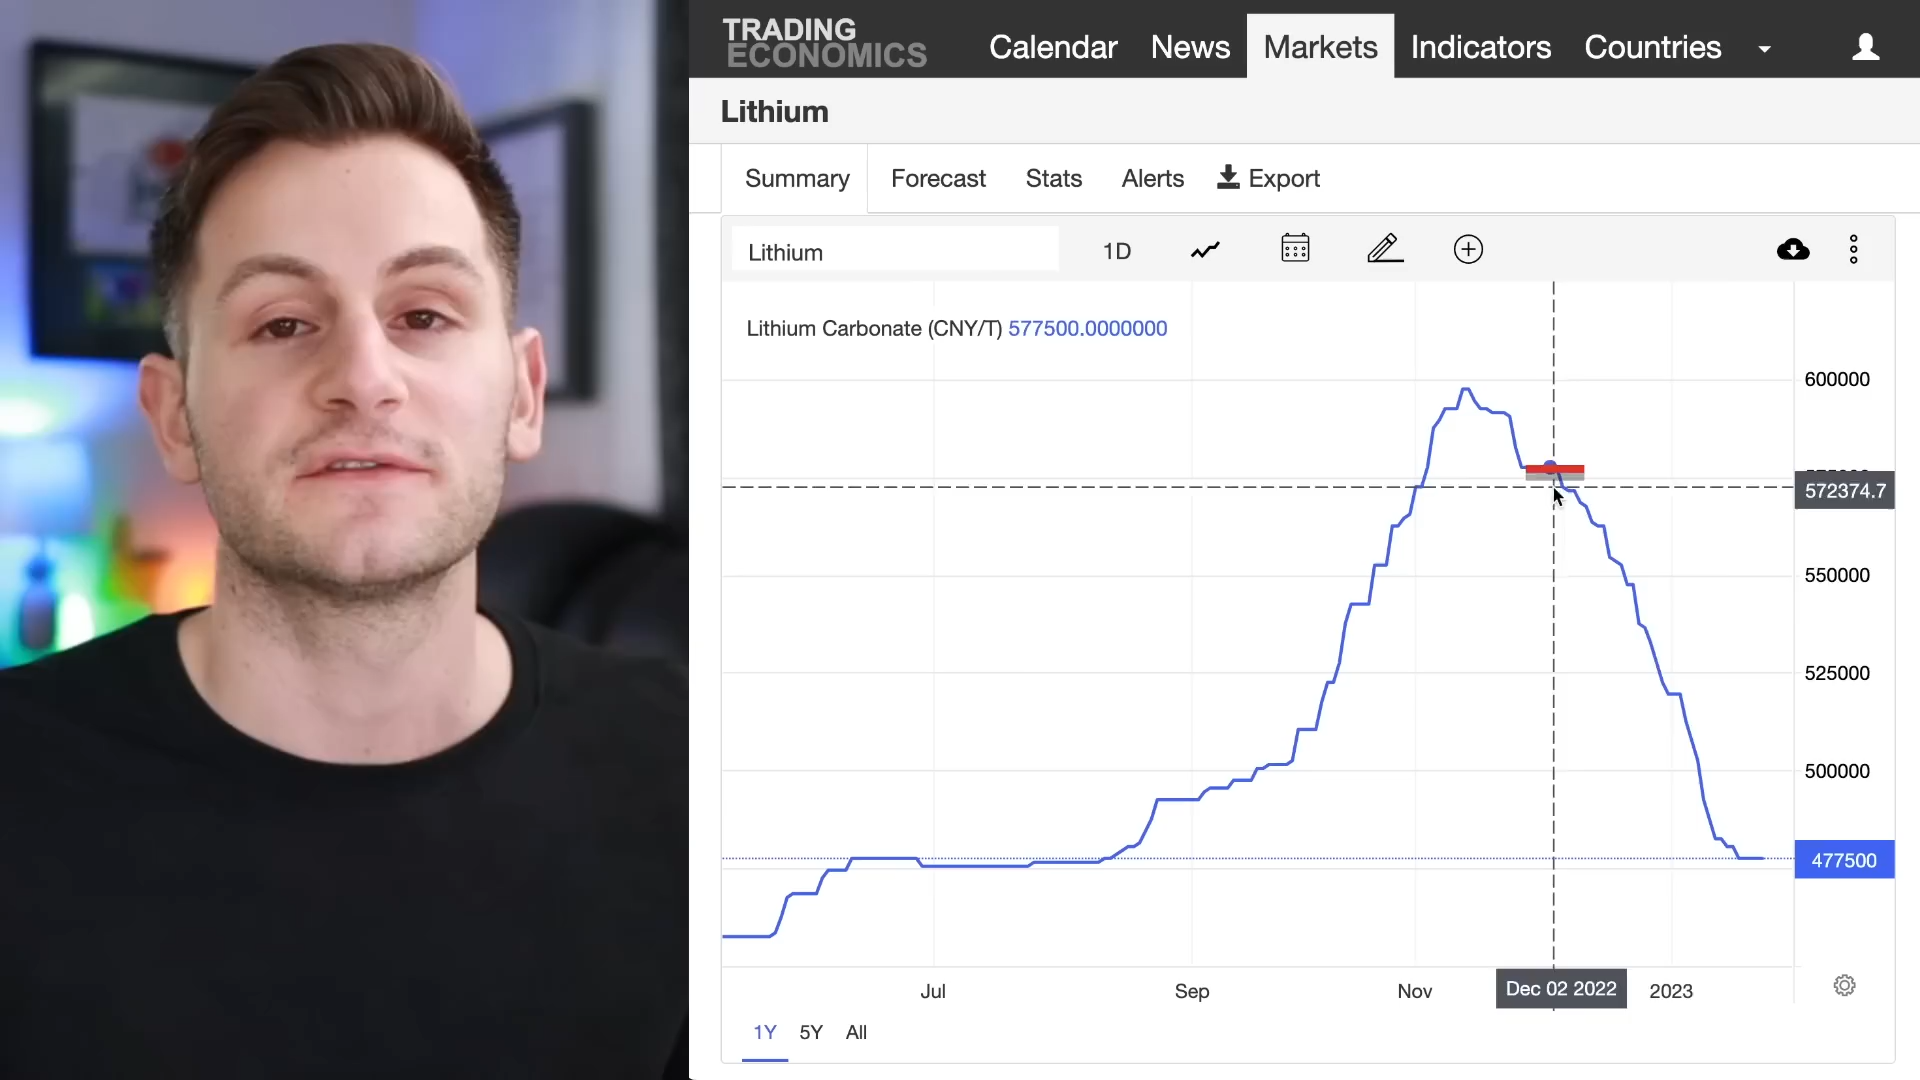 TRADING
ECONOMICS
Calendar News Markets Indicators Countries
Lithium
Summary Forecast Stats Alerts Export
Lithium 1D
Lithium Carbonate (CNY/T) 577500.0000000
600000
572374.7
550000
525000
500000
477500
Jul Sep Nov Dec 02 2022 2023
1Y 5Y All